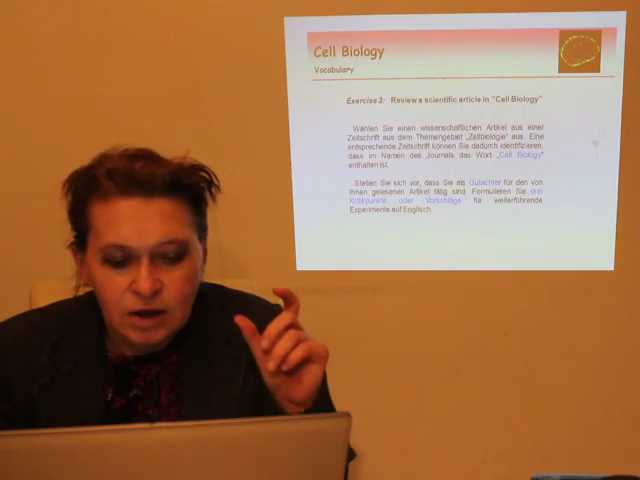 Cell Biology
Vocabulary
Exercise 3: Review a scientific article in "Cell Biology"
Wählen Sie einen wissenschaftlichen Artikel aus einer
Zeitschrift aus dem Themengebiet „Zellbiologie“ aus. Eine
entsprechende Zeitschrift können Sie dadurch identifizieren,
dass im Namen des Journals das Wort „Cell Biology“
enthalten ist.
Stellen Sie sich vor, dass Sie als Gutachter für den von
Ihnen gelesenen Artikel tätig sind. Formulieren Sie drei
Kritikpunkte oder Vorschläge für weiterführende
Experimente auf Englisch.